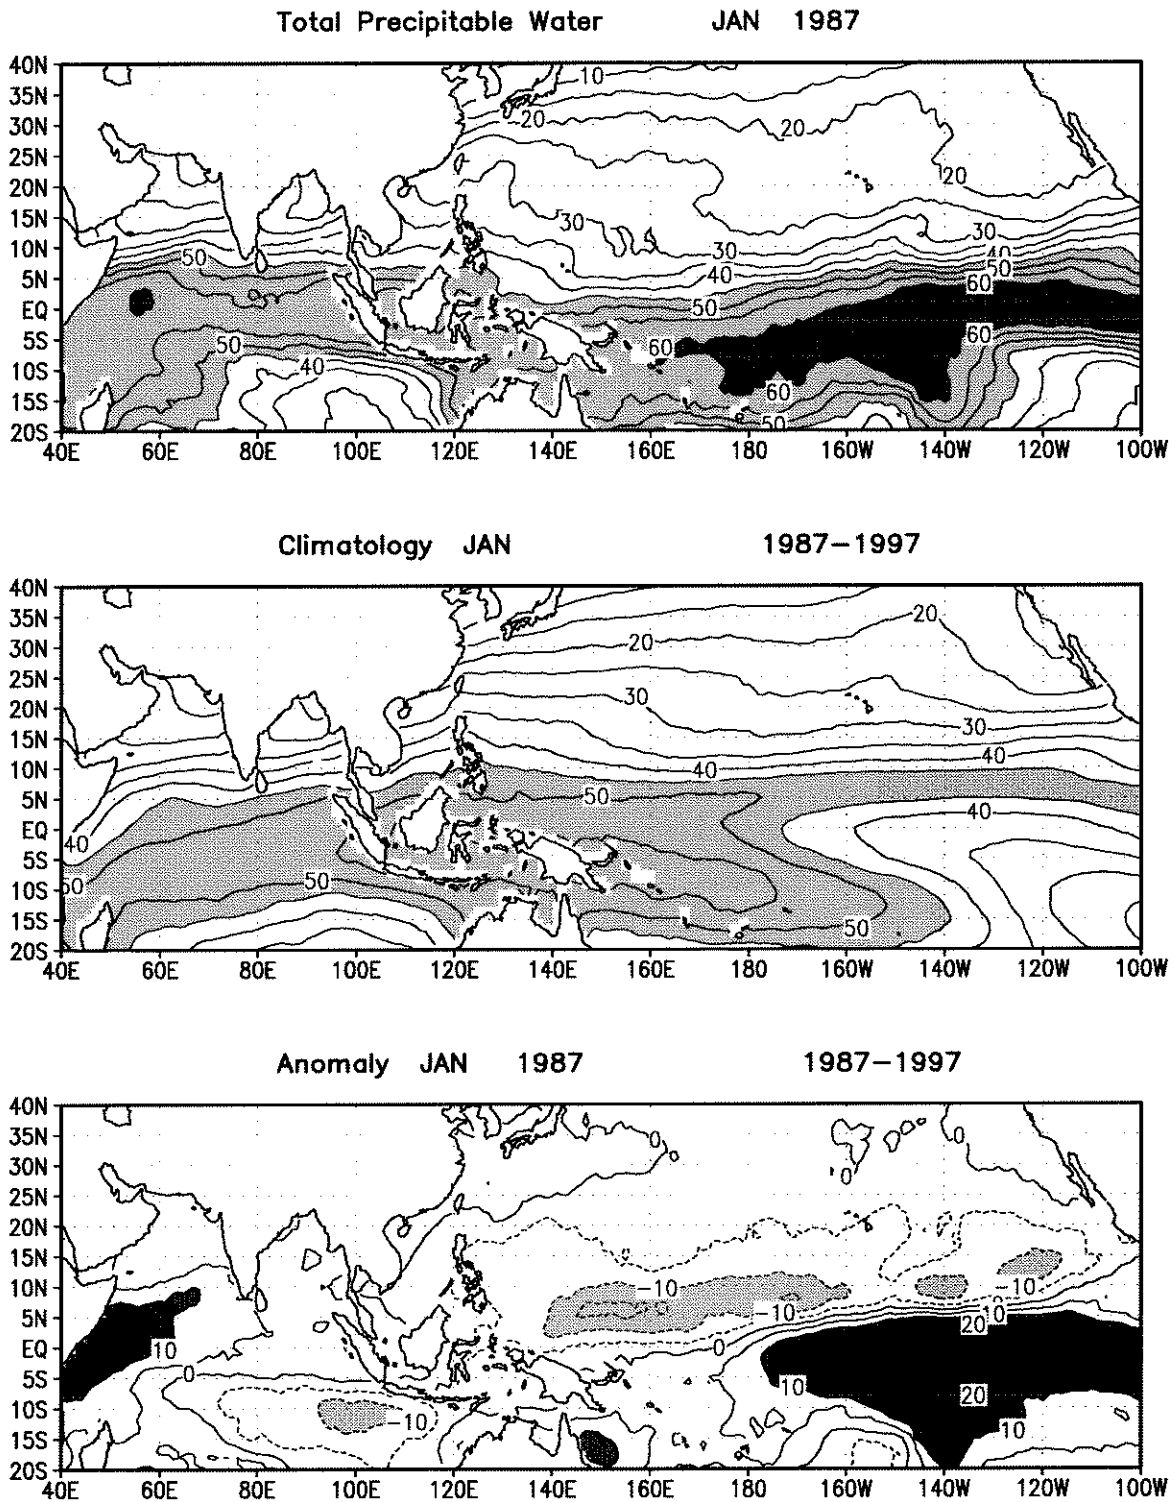 Total Precipitable Water JAN 1987
40N
10
35N
20
30N
20
25N
20N
20
15N
30
30
10N
30
40
50
5N
40
50
60
EQ
50
5S
50
60
60
10S
40
15S
60
20S
50
40E 60E 80E 100E 120E 140E 160E 180 160W 140W 120W 100W
Climatology JAN 1987-1997
40N
35N
20
30N
20
25N
20N
30
30
15N
40
10N
40
5N
50
40
EQ
40
5S
50
10S
50
15S
50
20S
40E 60E 80E 100E 120E 140E 160E 180 160W 140W 120W 100W
Anomaly JAN 1987 1987-1997
40N
35N
0
0
30N
0
25N
20N
15N
10N
-10
-10
5N
-10
10
20
EQ
10
0
5S
0
10
20
10S
-10
10
15S
20S
40E 60E 80E 100E 120E 140E 160E 180 160W 140W 120W 100W